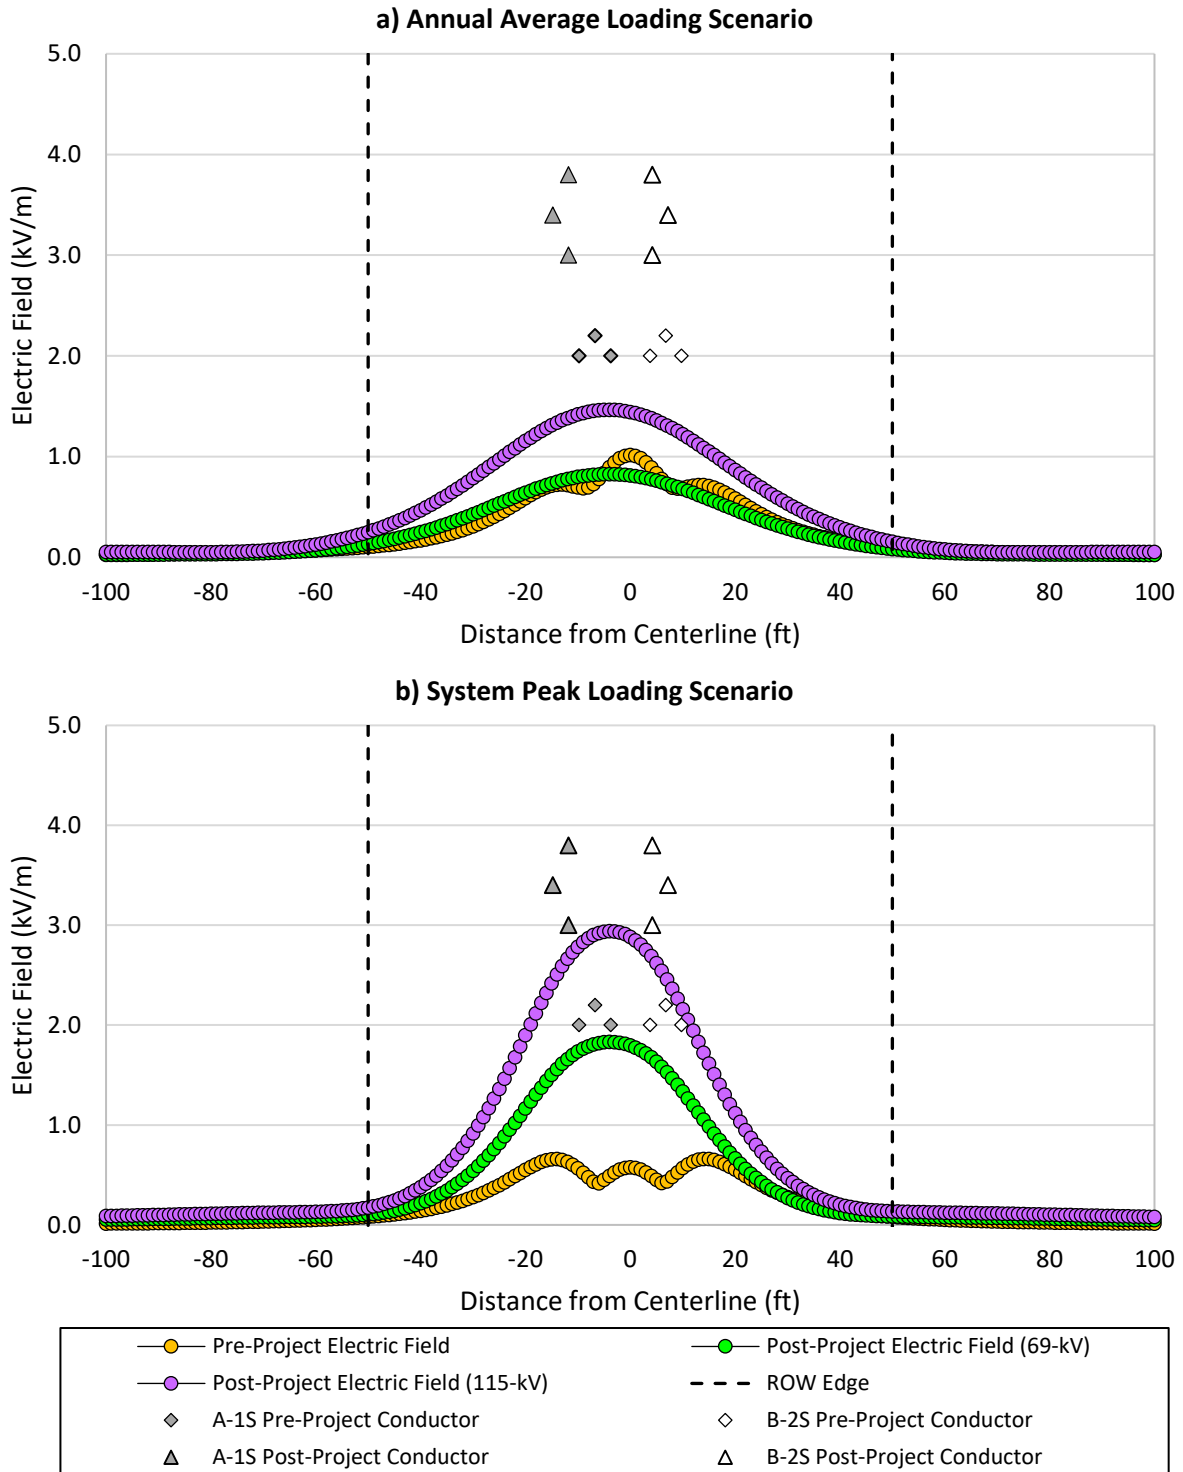 a) Annual Average Loading Scenario
5.0
4.0
3.0
2.0
1.0
0.0
Electric Field (kV/m)
-100 -80 -60 -40 -20 0 20 40 60 80 100
Distance from Centerline (ft)
b) System Peak Loading Scenario
5.0
4.0
3.0
2.0
1.0
0.0
Electric Field (kV/m)
-100 -80 -60 -40 -20 0 20 40 60 80 100
Distance from Centerline (ft)
Pre-Project Electric Field Post-Project Electric Field (69-kV)
Post-Project Electric Field (115-kV) ROW Edge
A-1S Pre-Project Conductor B-2S Pre-Project Conductor
A-1S Post-Project Conductor B-2S Post-Project Conductor